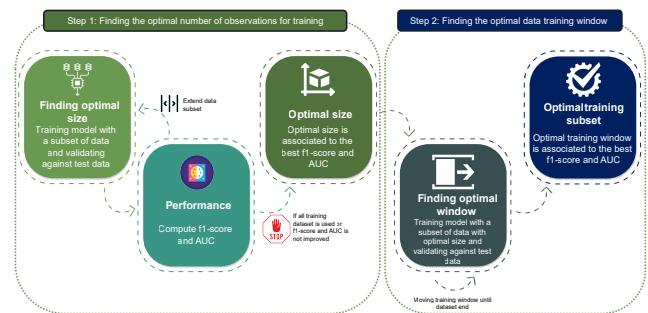 Step 1: Finding the optimal number of observations for training
Step 2: Finding the optimal data training window
Finding optimal
size
Training model with
a subset of data
and validating
against test data
Extend data
subset
Performance
Compute f1-score
and AUC
STOP
If all training
dataset is used or
f1-score and AUC is
not improved
Optimal size
Optimal size is
associated to the
best f1-score and
AUC
Finding optimal
window
Training model with a
subset of data with
optimal size and
validating against test
data
Moving training window until
dataset end
Optimal training
subset
Optimal training window
is associated to the best
f1-score and AUC